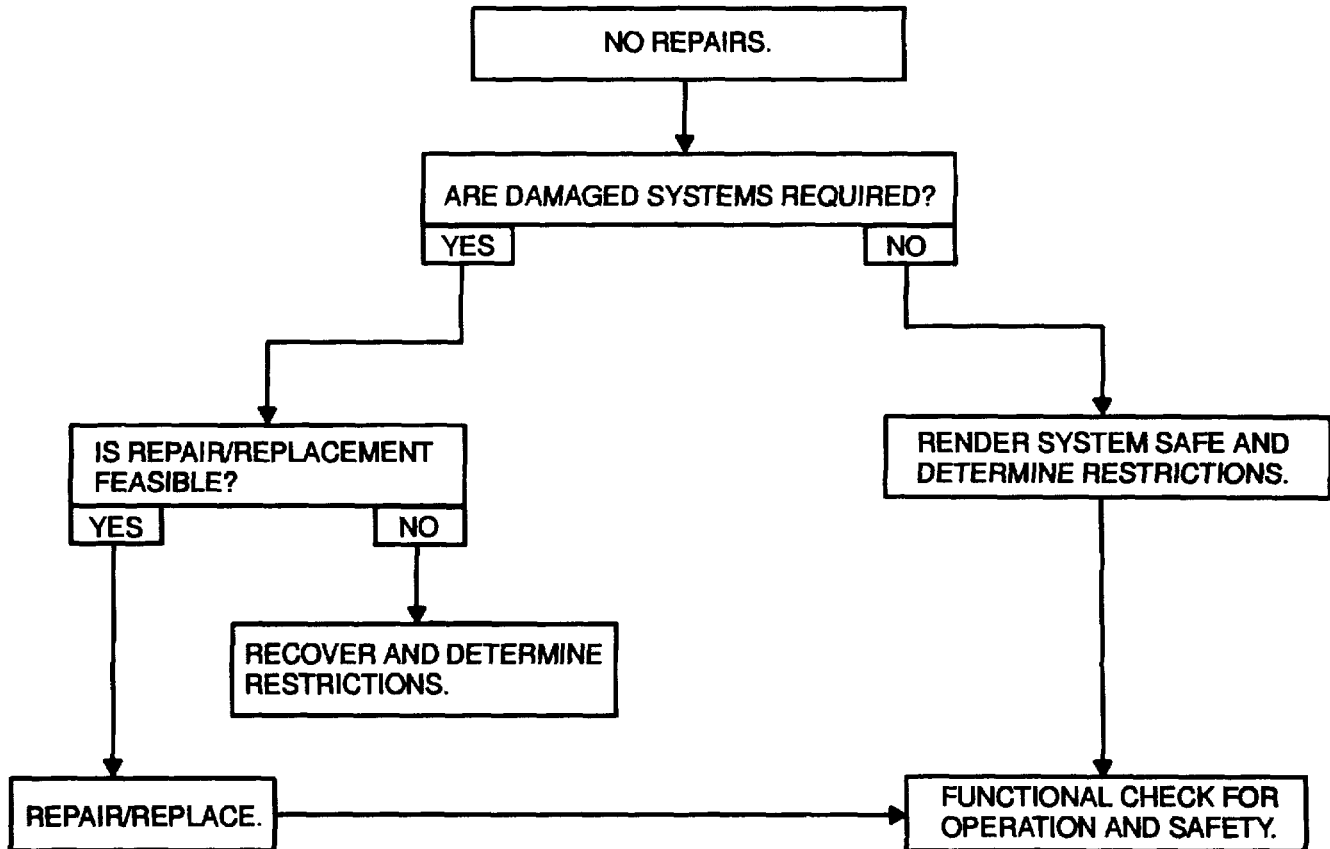 NO REPAIRS.
ARE DAMAGED SYSTEMS REQUIRED?
YES
NO
IS REPAIR/REPLACEMENT
FEASIBLE?
YES
NO
RENDER SYSTEM SAFE AND
DETERMINE RESTRICTIONS.
RECOVER AND DETERMINE
RESTRICTIONS.
REPAIR/REPLACE.
FUNCTIONAL CHECK FOR
OPERATION AND SAFETY.